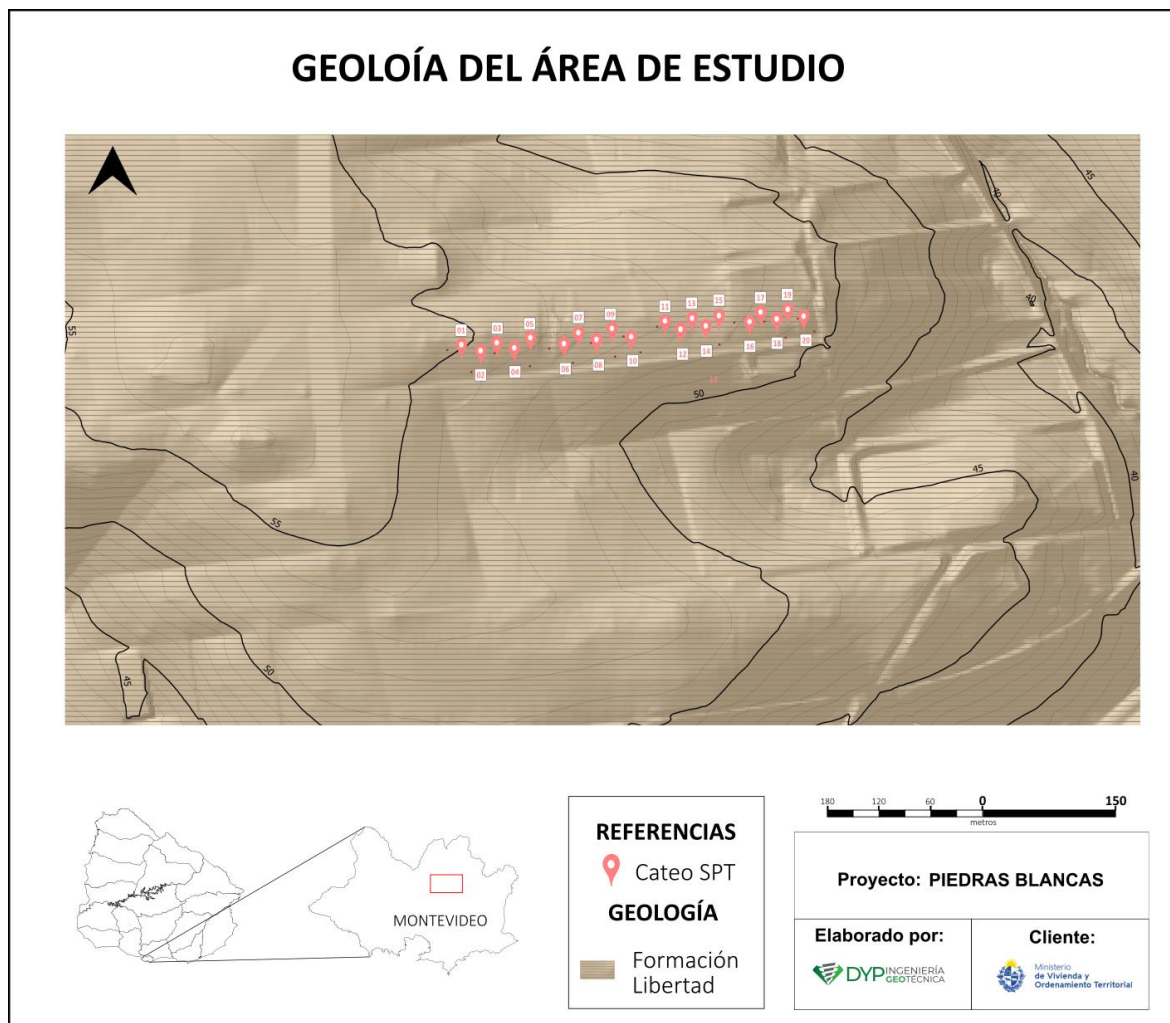 GEOLOÍA DEL ÁREA DE ESTUDIO
45
40
55
17
19
40
11
13
15
07
09
01
03
05
16
18
20
12
14
02
04
06
08
10
50
45
40
55
50
45
180 120 60 0 150
metros
REFERENCIAS
Cateo SPT
GEOLOGÍA
Formación
Libertad
MONTEVIDEO
Proyecto: PIEDRAS BLANCAS
Elaborado por:
DYP INGENIERÍA
GEOTECNICA
Cliente:
Ministerio
de Vivienda y
Ordenamiento Territorial